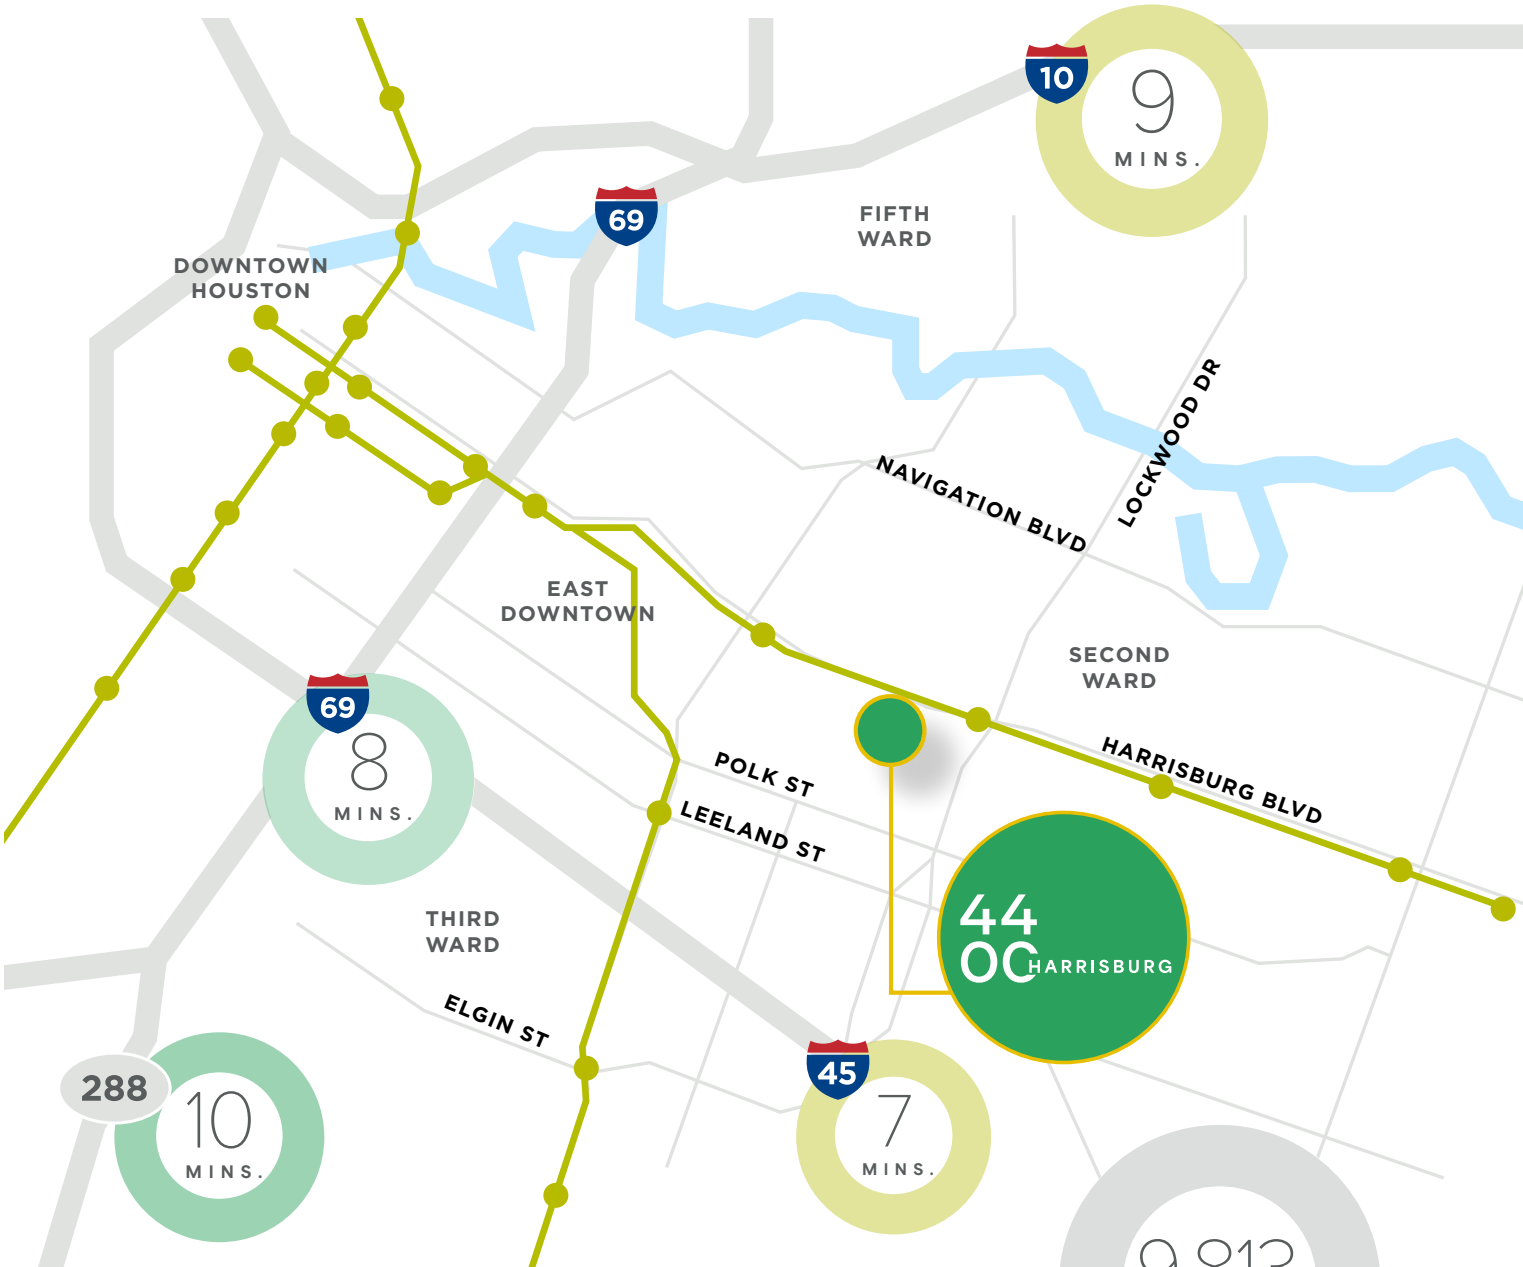 10
9
MINS.
69
FIFTH
WARD
DOWNTOWN
HOUSTON
LOCKWOOD DR
NAVIGATION BLVD
EAST
DOWNTOWN
SECOND
WARD
69
8
MINS.
POLK ST
HARRISBURG BLVD
LEELAND ST
THIRD
WARD
44
OC HARRISBURG
ELGIN ST
45
7
MINS.
288
10
MINS.